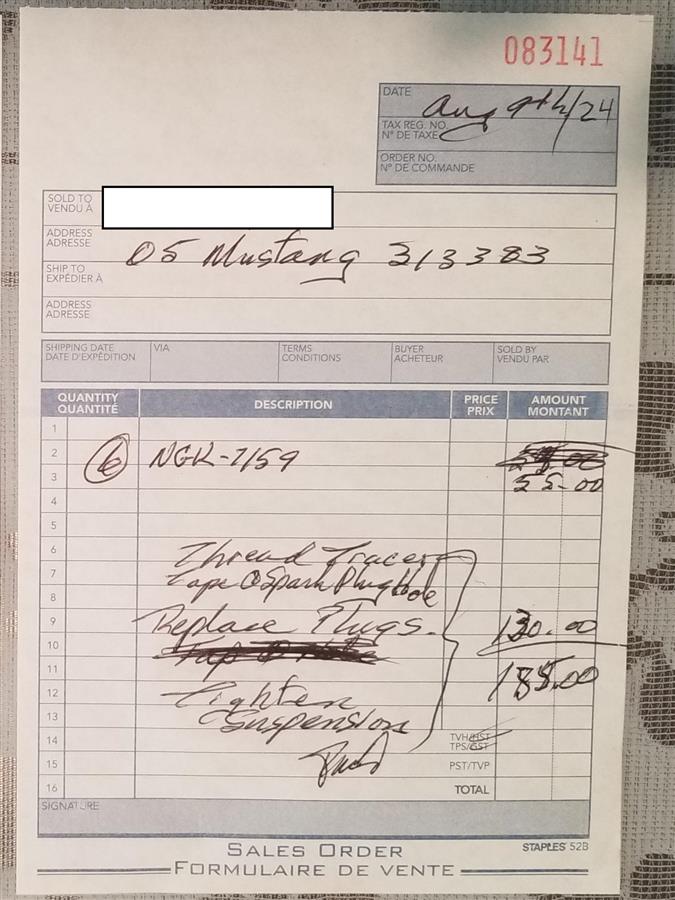 083141
DATE
Aug 9th/24
TAX REG. NO.
N° DE TAXE
ORDER NO.
N° DE COMMANDE
SOLD TO
VENDU À
ADDRESS
ADRESSE
05 Mustang 313383
SHIP TO
EXPÉDIER À
ADDRESS
ADRESSE
SHIPPING DATE
DATE D'EXPÉDITION
VIA
TERMS
CONDITIONS
BUYER
ACHETEUR
SOLD BY
VENDU PAR
QUANTITY
QUANTITÉ
DESCRIPTION
PRICE
PRIX
AMOUNT
MONTANT
1
2
6 NGK-7159
3
55.00
4
5
6
Thread Tracer
7
Spark Plug Hole
8
9
Replace Plugs. 130.00
10
11
185.00
12
Tighten
13
Suspension
14
TVH/HST
TPS/GST
Paid
15
PST/TVP
16
TOTAL
SIGNATURE
SALES ORDER
FORMULAIRE DE VENTE
STAPLES 52B